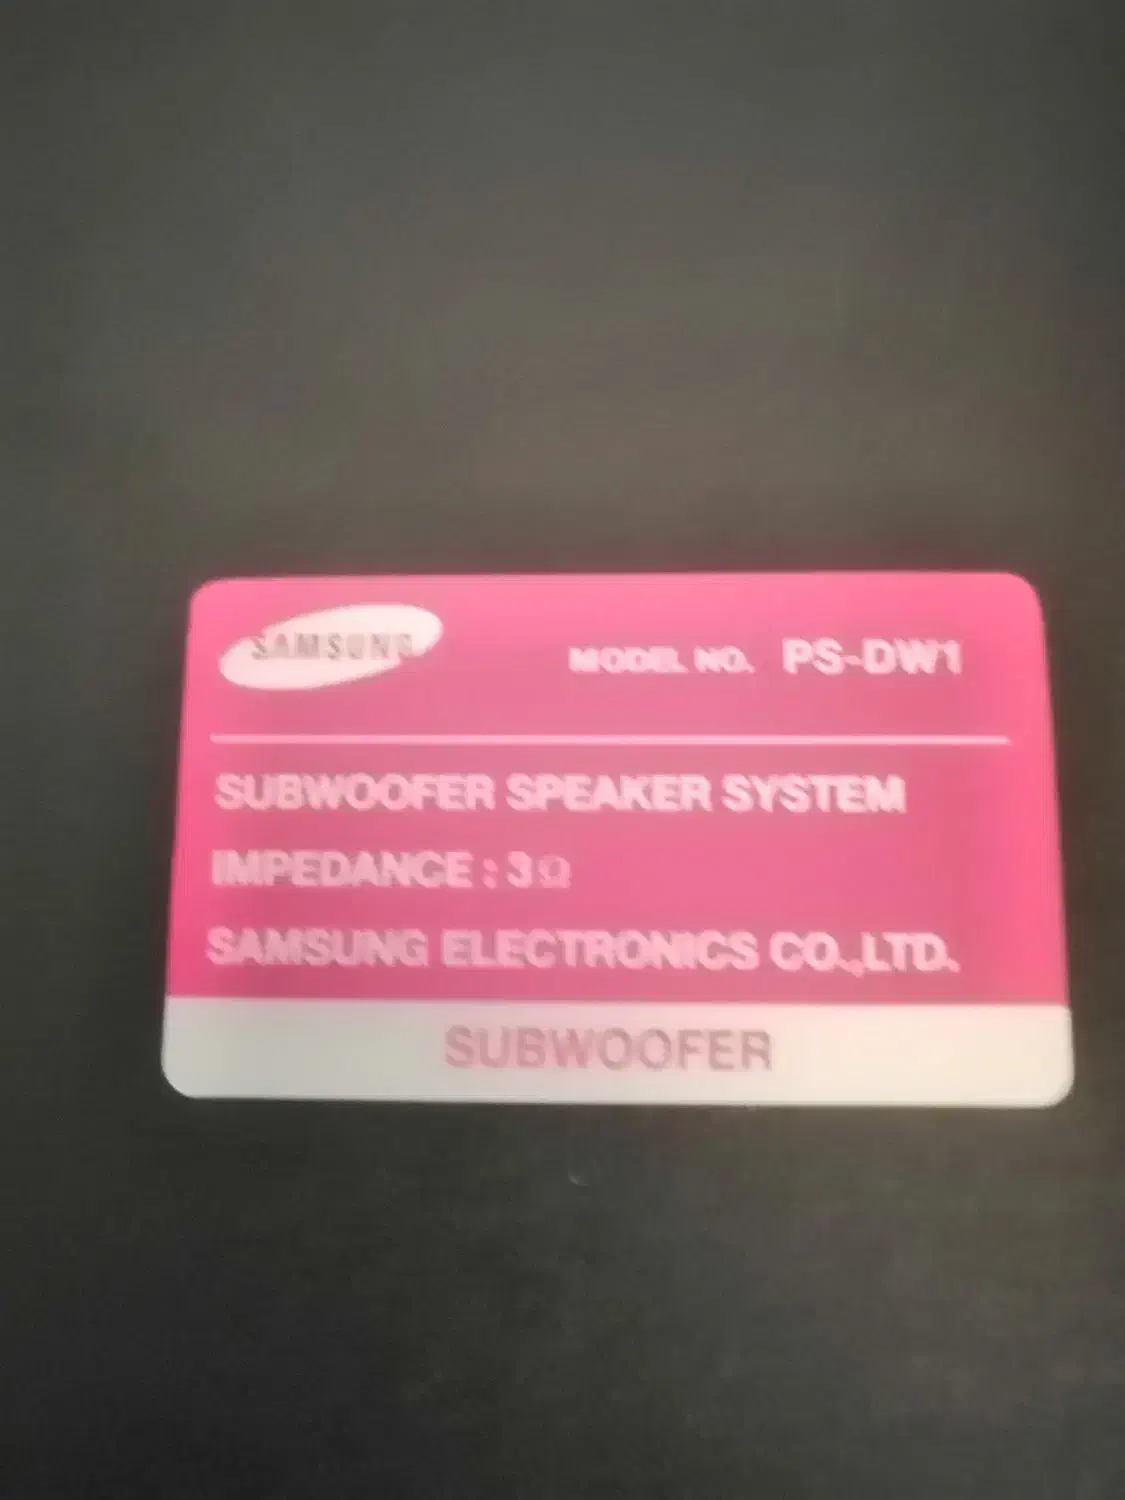 SAMSUNG MODEL NO. PS-DW1
SUBWOOFER SPEAKER SYSTEM
IMPEDANCE : 3Ω
SAMSUNG ELECTRONICS CO.,LTD.
SUBWOOFER